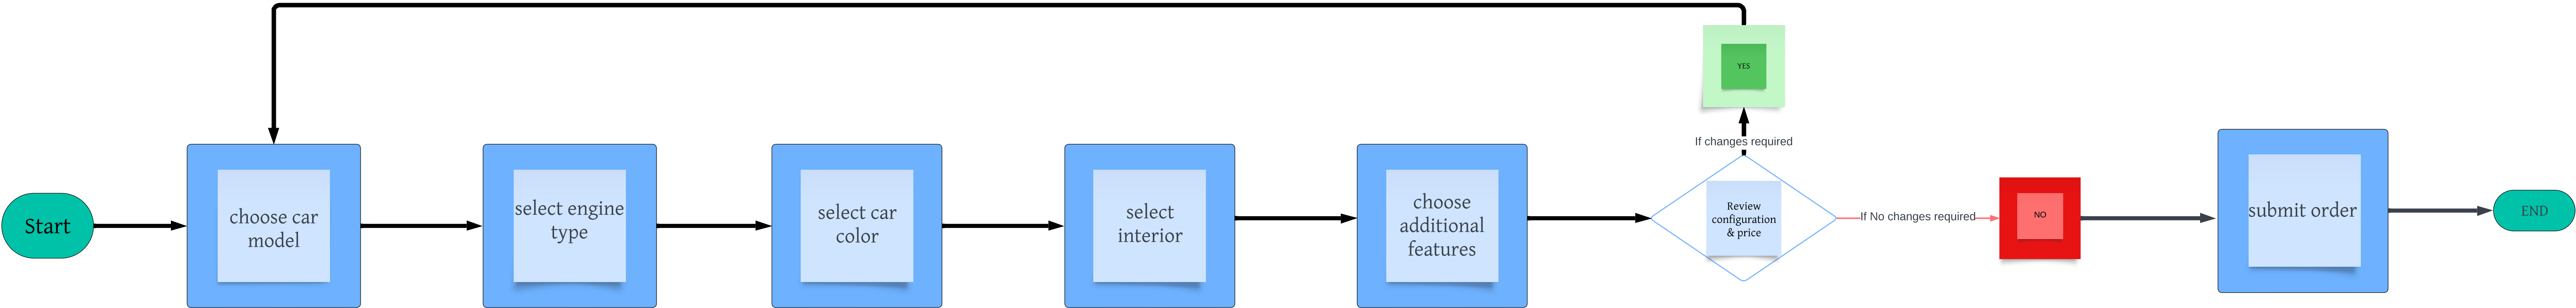 Start
choose car
model
select engine
type
select car
color
select
interior
choose
additional
features
Review
configuration
& price
If changes required
YES
If No changes required
NO
submit order
END